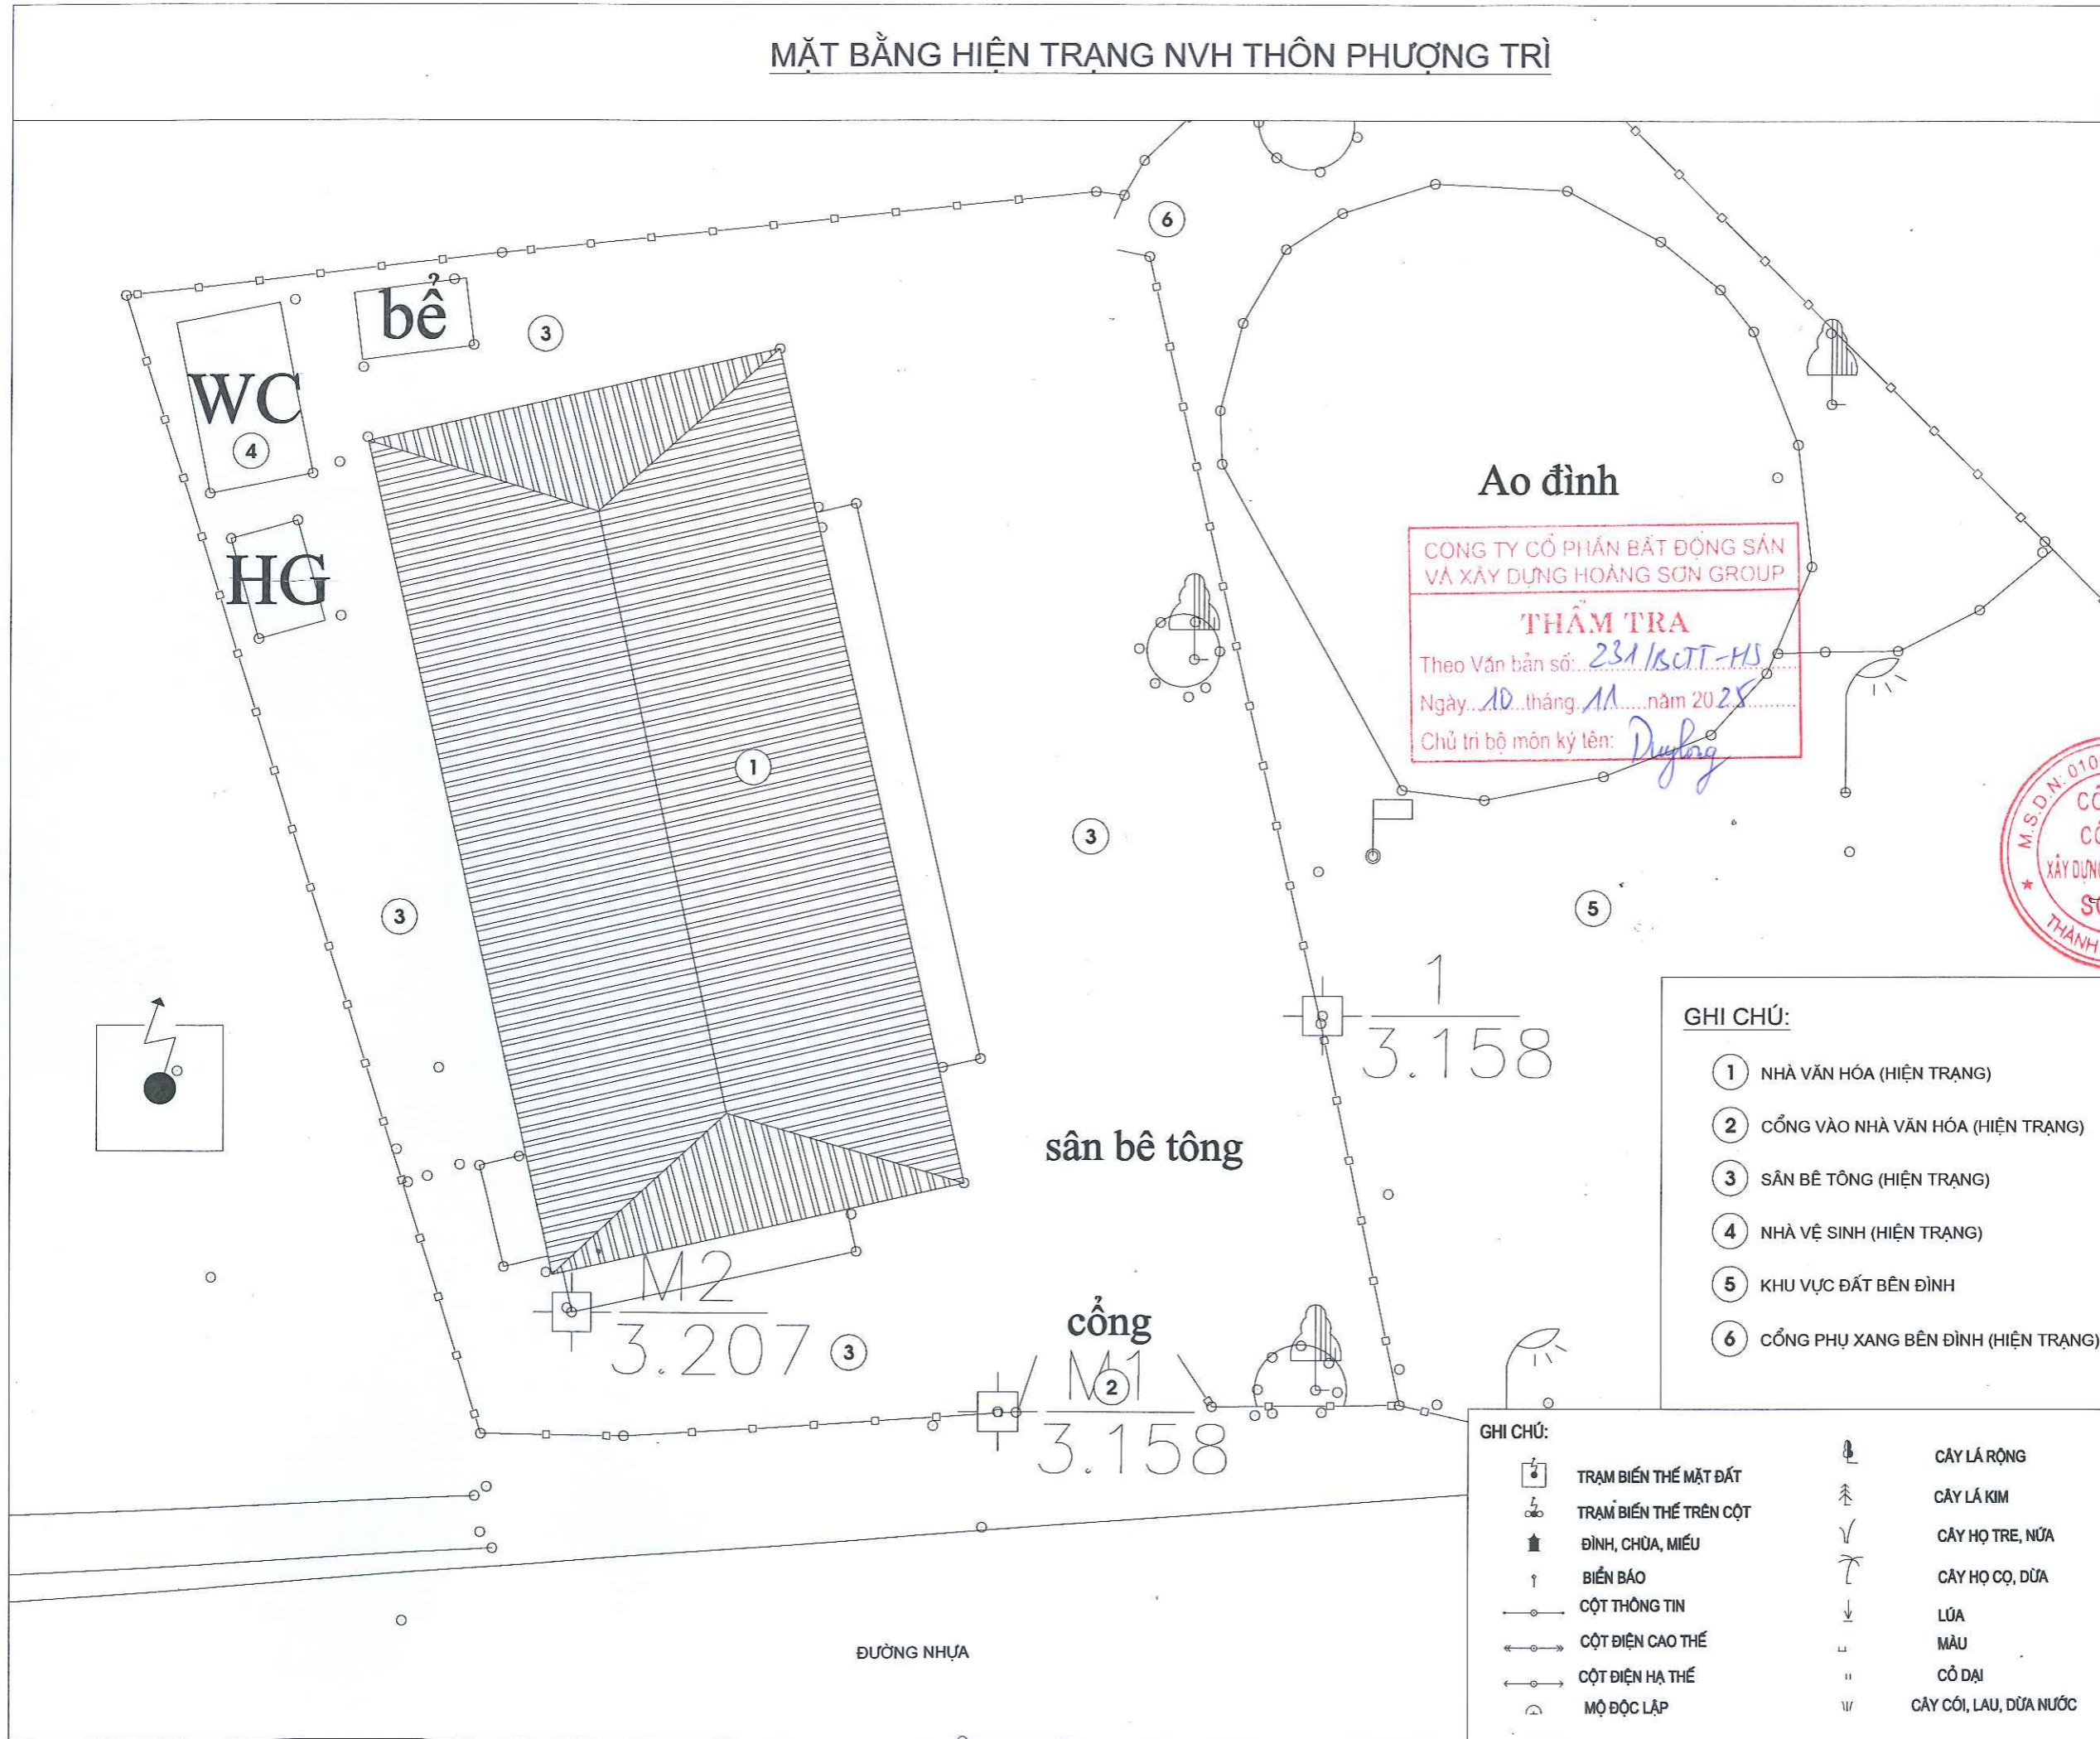 MẶT BẰNG HIỆN TRẠNG NVH THÔN PHƯỢNG TRÌ
6
bể
3
WC
4
HG
Ao đình
CÔNG TY CỔ PHẦN BẤT ĐỘNG SẢN
VÀ XÂY DỰNG HOÀNG SƠN GROUP
THẨM TRA
Theo Văn bản số: 231/BCTT-HS
Ngày 10 tháng 11 năm 2025
Chủ trì bộ môn ký tên:
1
3
3
5
M.S.D.N: 010
XÂY DỰNG
THÀNH
1
3.158
sân bê tông
M2
3.207
3
cổng
M1
2
3.158
GHI CHÚ:
1 NHÀ VĂN HÓA (HIỆN TRẠNG)
2 CỔNG VÀO NHÀ VĂN HÓA (HIỆN TRẠNG)
3 SÂN BÊ TÔNG (HIỆN TRẠNG)
4 NHÀ VỆ SINH (HIỆN TRẠNG)
5 KHU VỰC ĐẤT BÊN ĐÌNH
6 CỔNG PHỤ XANG BÊN ĐÌNH (HIỆN TRẠNG)
GHI CHÚ:
TRẠM BIẾN THẾ MẶT ĐẤT
TRẠM BIẾN THẾ TRÊN CỘT
ĐÌNH, CHÙA, MIẾU
BIỂN BÁO
CỘT THÔNG TIN
CỘT ĐIỆN CAO THẾ
CỘT ĐIỆN HẠ THẾ
MỘ ĐỘC LẬP
CÂY LÁ RỘNG
CÂY LÁ KIM
CÂY HỌ TRE, NỨA
CÂY HỌ CỌ, DỪA
LÚA
MÀU
CỎ DẠI
CÂY CÓI, LAU, DỪA NƯỚC
ĐƯỜNG NHỰA